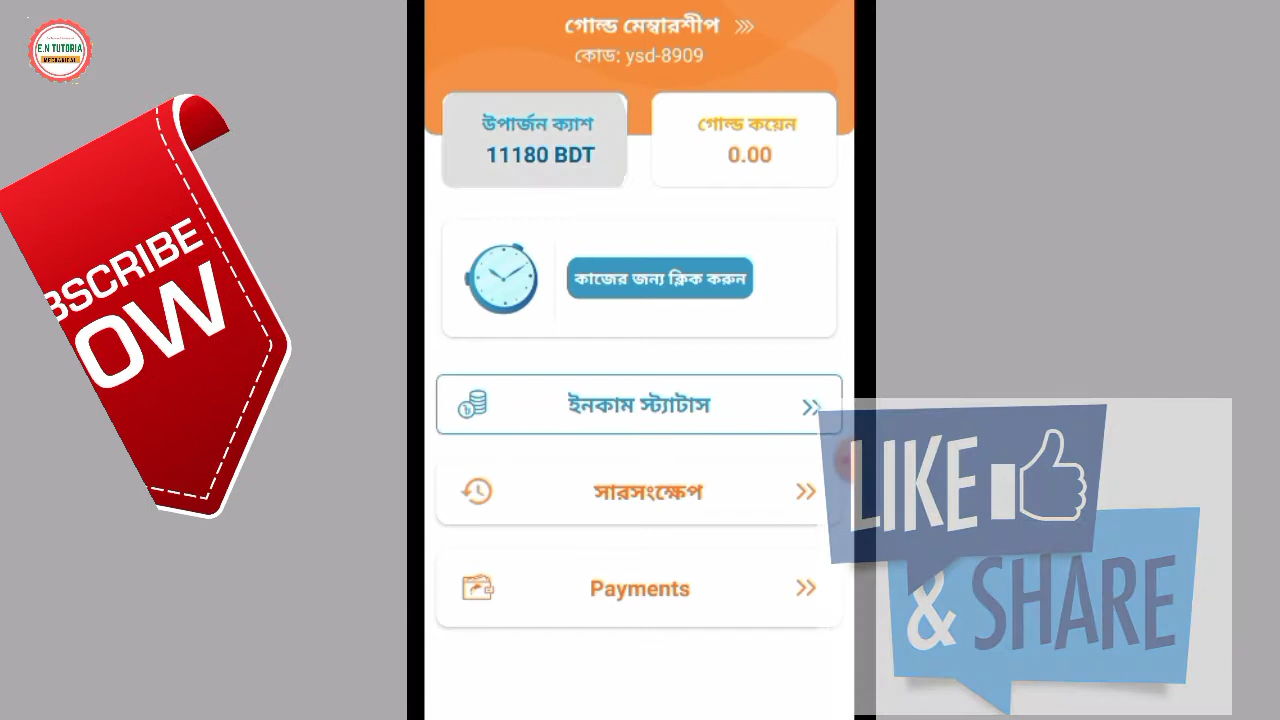 E.N TUTORIA
MECHANICAL
BSCRIBE
OW
গোল্ড মেম্বারশীপ
কোড: ysd-8909
উপার্জন ক্যাশ
11180 BDT
গোল্ড কয়েন
0.00
কাজের জন্য ক্লিক করুন
ইনকাম স্ট্যাটাস
সারসংক্ষেপ
Payments
LIKE
& SHARE